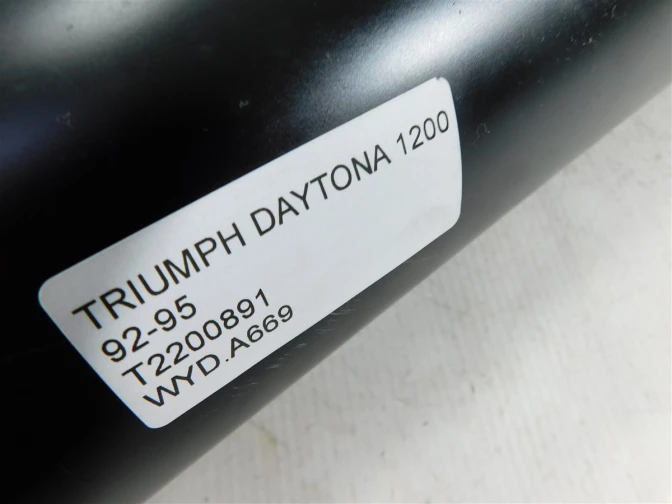 TRIUMPH DAYTONA 1200
92-95
T2200891
WYD.A669